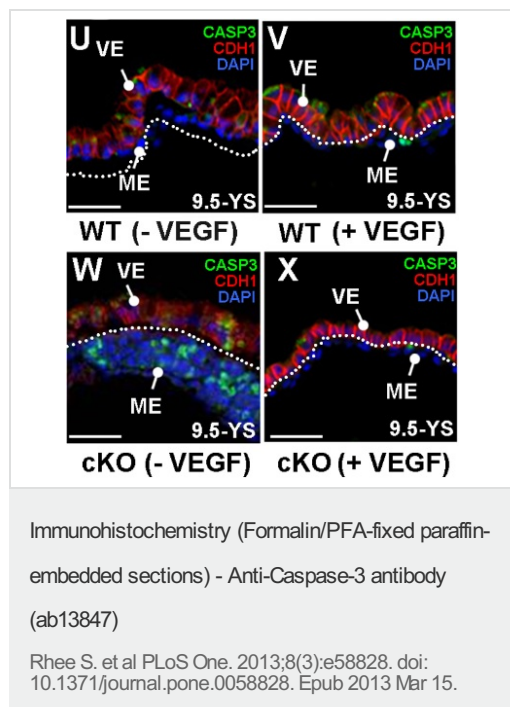 U
VE
CASP3
CDH1
DAPI
ME
9.5-YS
WT (- VEGF)
V
CASP3
CDH1
DAPI
VE
ME
9.5-YS
WT (+ VEGF)
W
VE
CASP3
CDH1
DAPI
ME
9.5-YS
cKO (- VEGF)
X
CASP3
CDH1
DAPI
VE
ME
9.5-YS
cKO (+ VEGF)
Immunohistochemistry (Formalin/PFA-fixed paraffin-
embedded sections) - Anti-Caspase-3 antibody
(ab13847)
Rhee S. et al PLoS One. 2013;8(3):e58828. doi:
10.1371/journal.pone.0058828. Epub 2013 Mar 15.